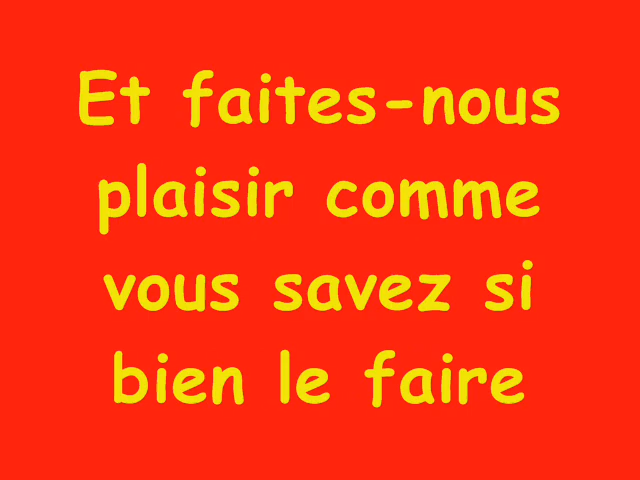 Et faites-nous
plaisir comme
vous savez si
bien le faire